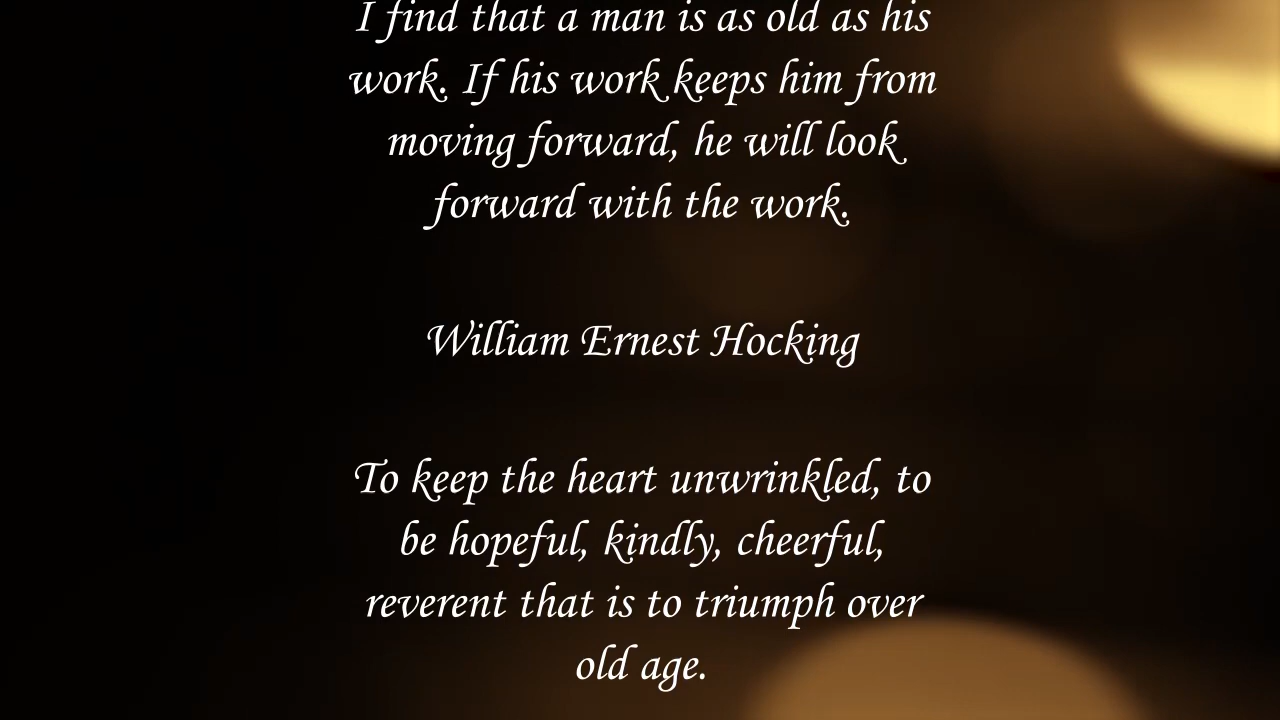 I find that a man is as old as his
work. If his work keeps him from
moving forward, he will look
forward with the work.
William Ernest Hocking
To keep the heart unwrinkled, to
be hopeful, kindly, cheerful,
reverent that is to triumph over
old age.